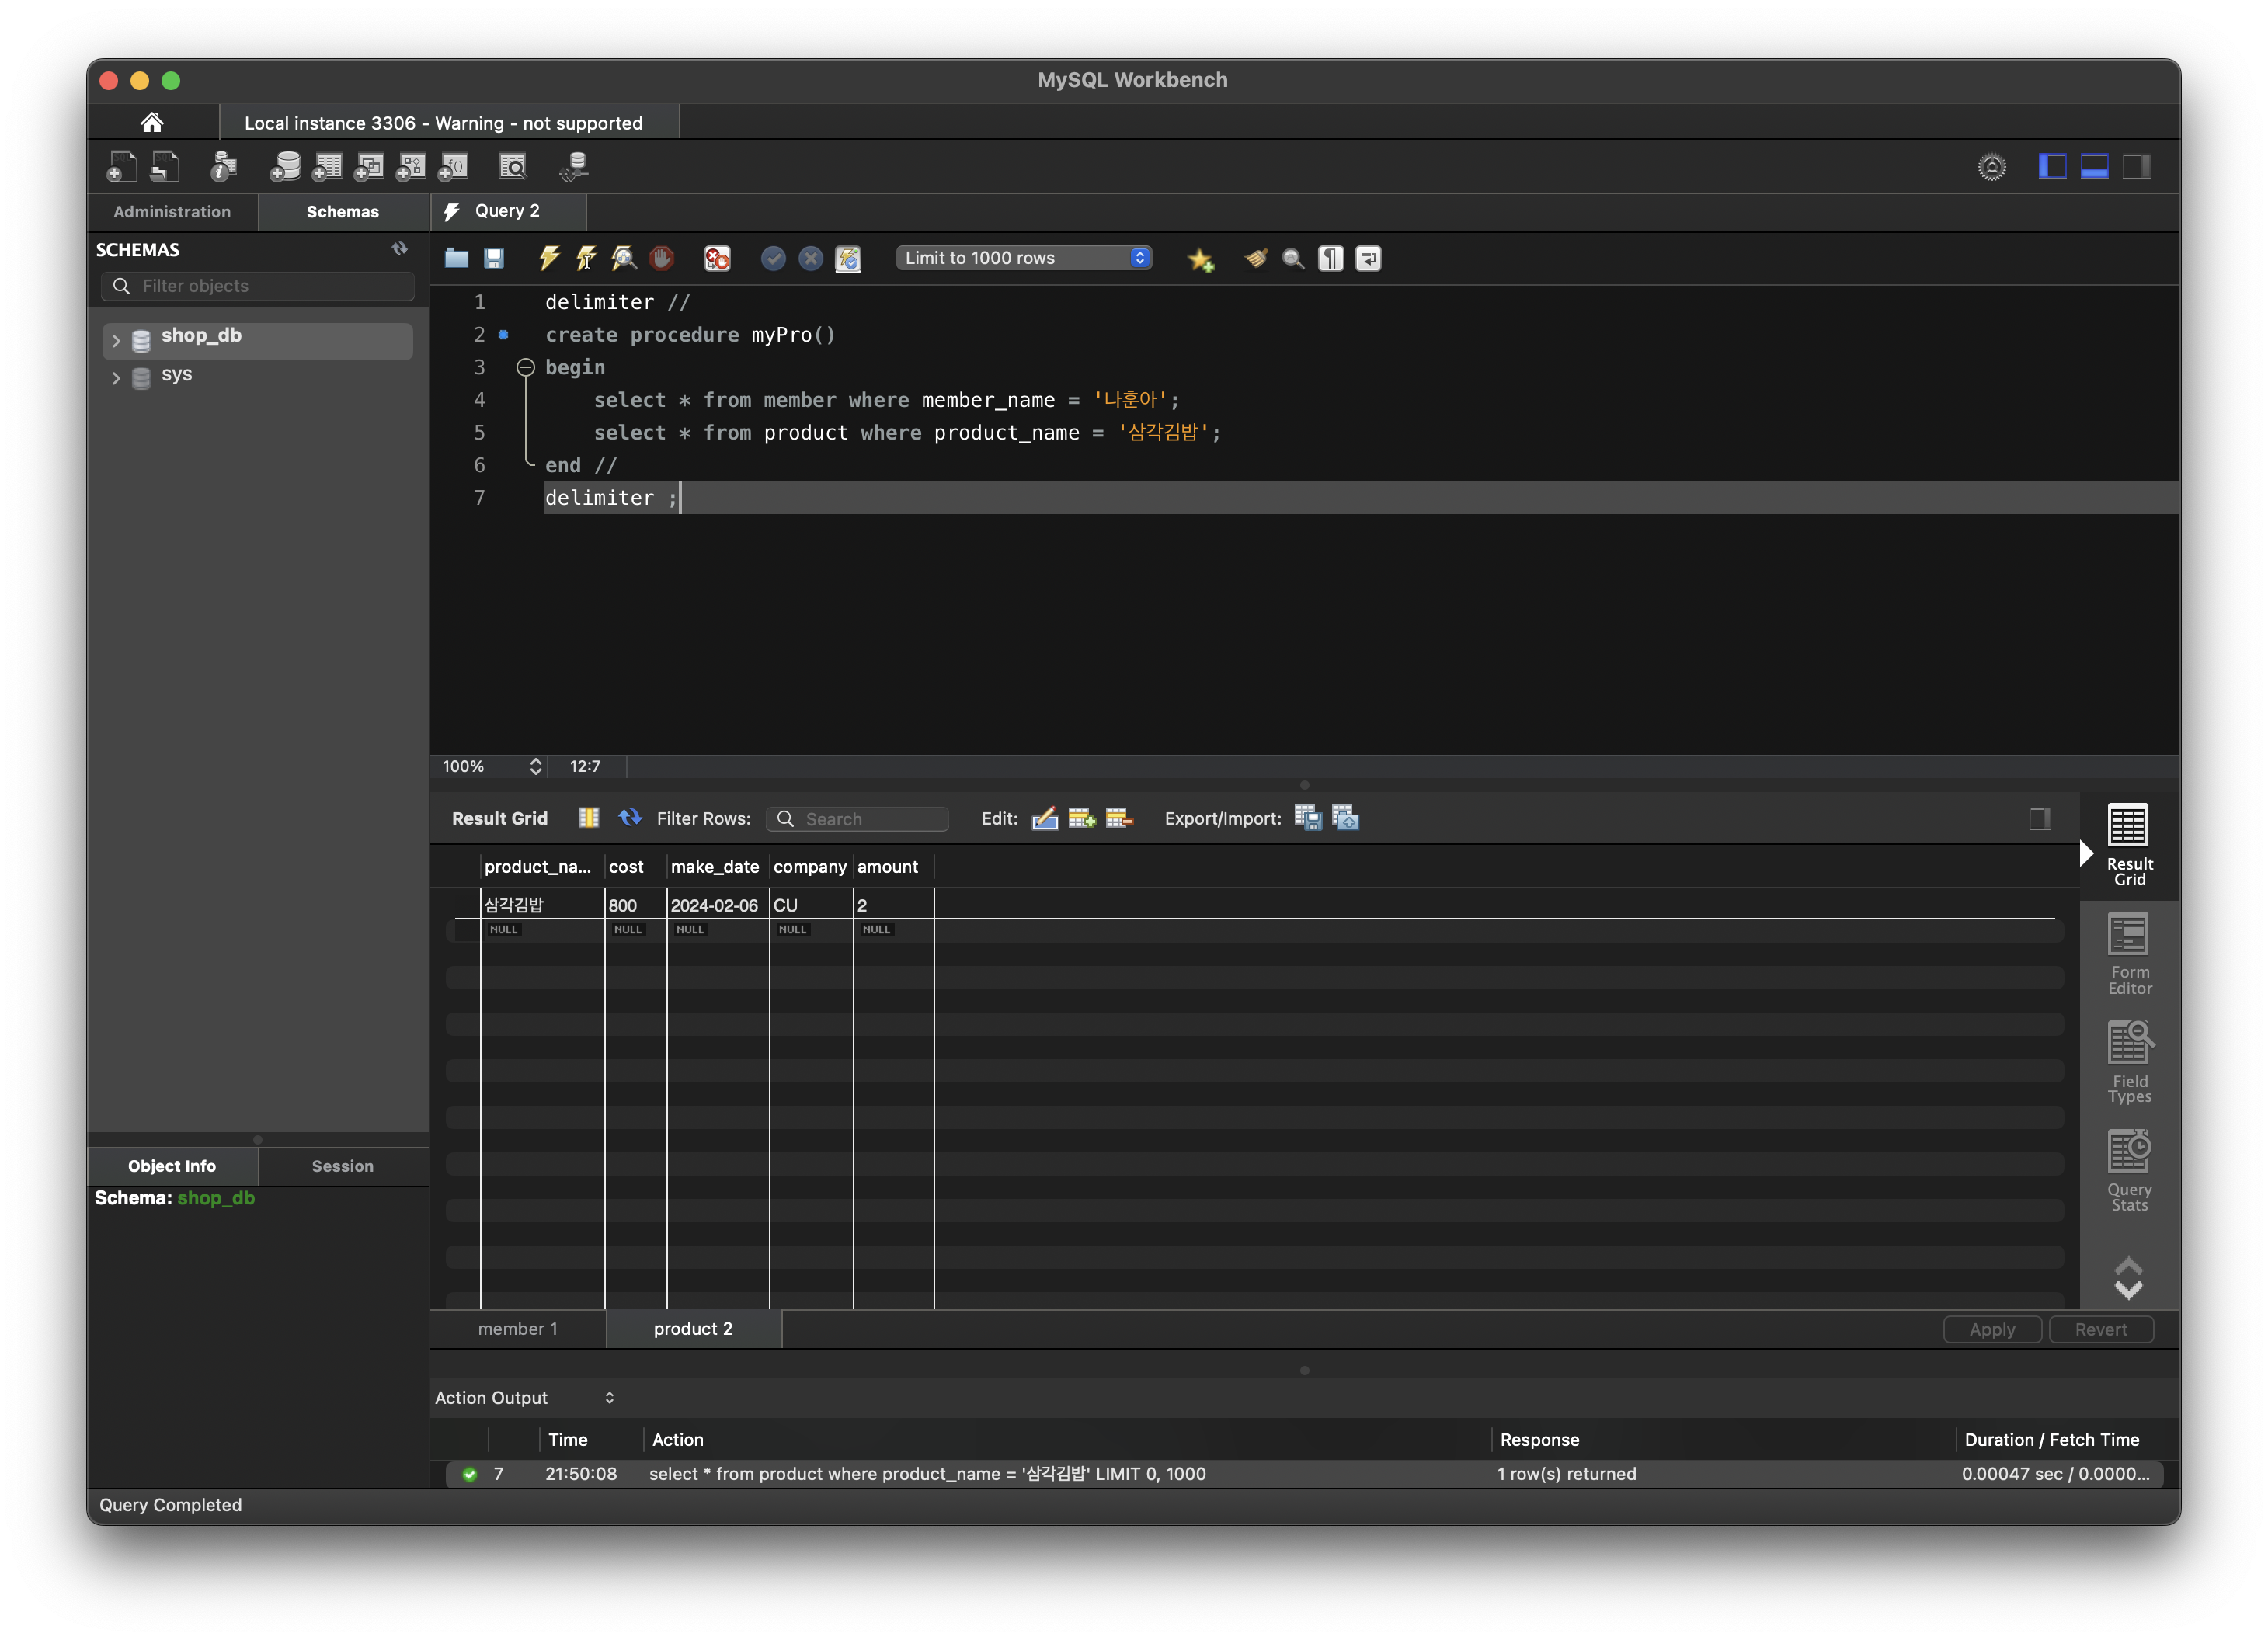 MySQL Workbench
Local instance 3306 - Warning - not supported
Administration
Schemas
Query 2
SCHEMAS
Filter objects
shop_db
sys
Limit to 1000 rows
1 delimiter //
2 create procedure myPro()
3 begin
4 select * from member where member_name = '나훈아';
5 select * from product where product_name = '삼각김밥';
6 end //
7 delimiter ;
100%
12:7
Result Grid
Filter Rows:
Search
Edit:
Export/Import:
product_na... cost make_date company amount
삼각김밥 800 2024-02-06 CU 2
NULL NULL NULL NULL NULL
Result
Grid
Form
Editor
Field
Types
Query
Stats
member 1
product 2
Apply
Revert
Object Info
Session
Schema: shop_db
Action Output
Time Action Response Duration / Fetch Time
7 21:50:08 select * from product where product_name = '삼각김밥' LIMIT 0, 1000 1 row(s) returned 0.00047 sec / 0.0000...
Query Completed